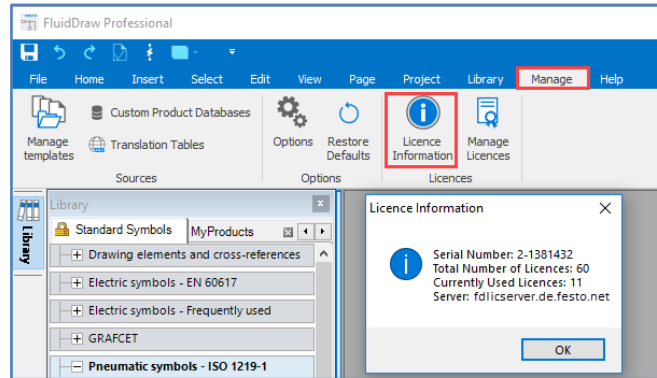 FluidDraw Professional
File Home Insert Select Edit View Page Project Library Manage Help
Manage templates
Custom Product Databases
Translation Tables
Sources
Options
Restore Defaults
Options
Licence Information
Manage Licences
Licences
Library
Library
Standard Symbols MyProducts
Drawing elements and cross-references
Electric symbols - EN 60617
Electric symbols - Frequently used
GRAFCET
Pneumatic symbols - ISO 1219-1
Licence Information
Serial Number: 2-1381432
Total Number of Licences: 60
Currently Used Licences: 11
Server: fdlicserver.de.festo.net
OK